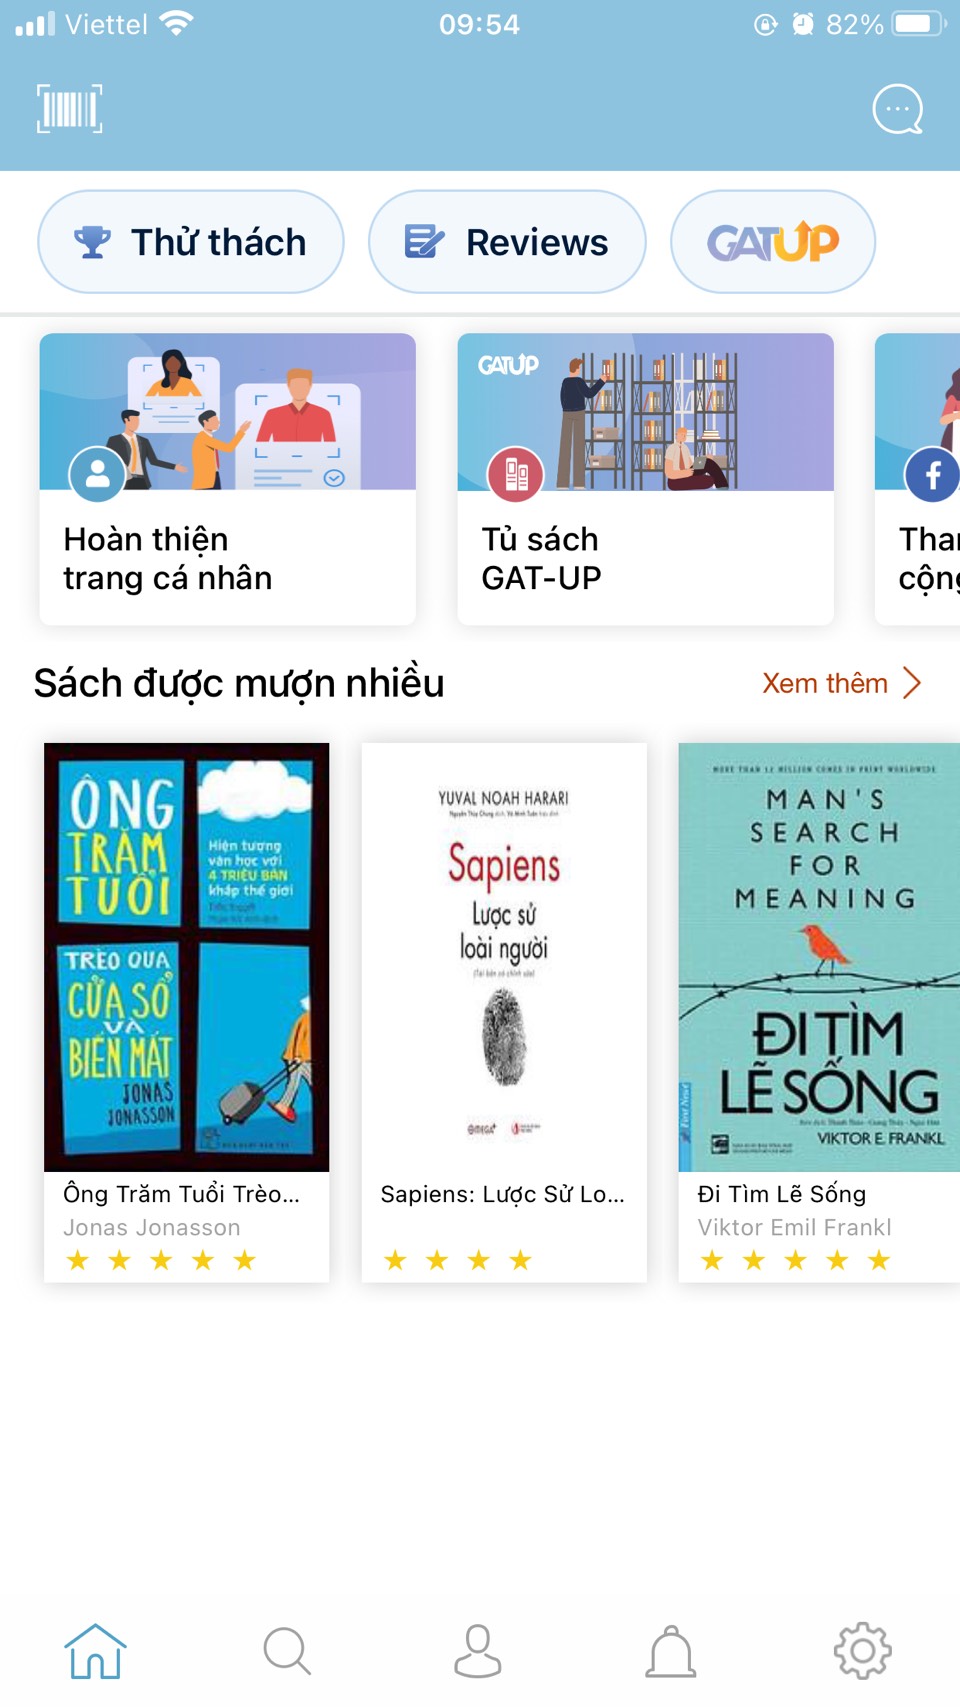 Viettel 09:54 82%
Thử thách Reviews GATUP
GATUP
Hoàn thiện
trang cá nhân
Tủ sách
GAT-UP
Sách được mượn nhiều Xem thêm
ÔNG
TRĂM
TUỔI
Hiện tượng
văn học với
4 TRIỆU BẢN
khắp thế giới
TRÈO QUA
CỬA SỔ
VÀ
BIẾN MẤT
JONAS
JONASSON
Ông Trăm Tuổi Trèo...
Jonas Jonasson
YUVAL NOAH HARARI
Sapiens
Lược sử
loài người
OMEGA+
Sapiens: Lược Sử Lo...
MORE THAN 12 MILLION COPIES IN PRINT WORLDWIDE
MAN'S
SEARCH
FOR
MEANING
ĐI TÌM
LẼ SỐNG
VIKTOR E. FRANKL
First News
Đi Tìm Lẽ Sống
Viktor Emil Frankl